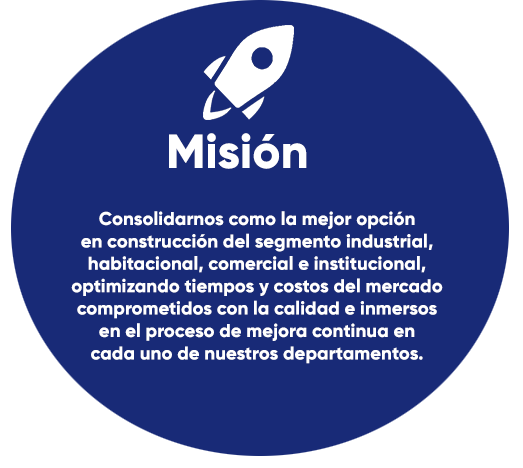 Misión
Consolidarnos como la mejor opción
en construcción del segmento industrial,
habitacional, comercial e institucional,
optimizando tiempos y costos del mercado
comprometidos con la calidad e inmersos
en el proceso de mejora continua en
cada uno de nuestros departamentos.